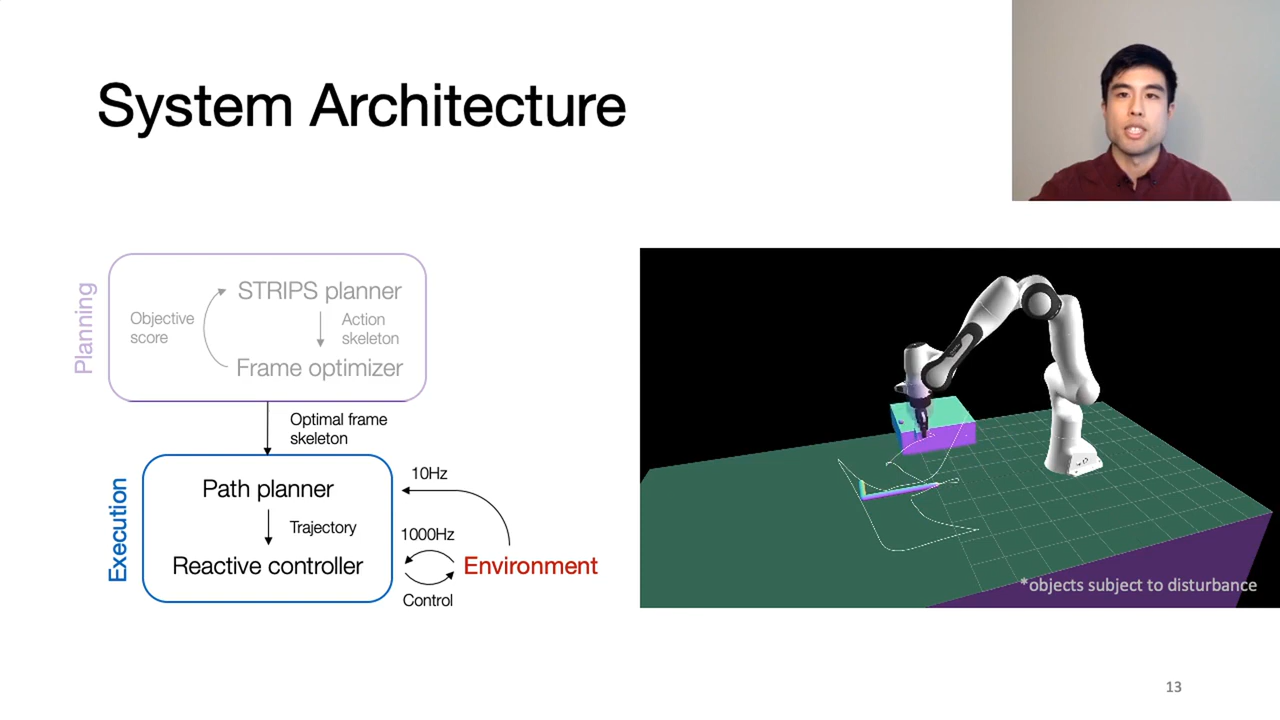 System Architecture
Planning
STRIPS planner
Objective
score
Action
skeleton
Frame optimizer
Optimal frame
skeleton
Execution
Path planner
10Hz
Trajectory
1000Hz
Reactive controller
Environment
Control
*objects subject to disturbance
13